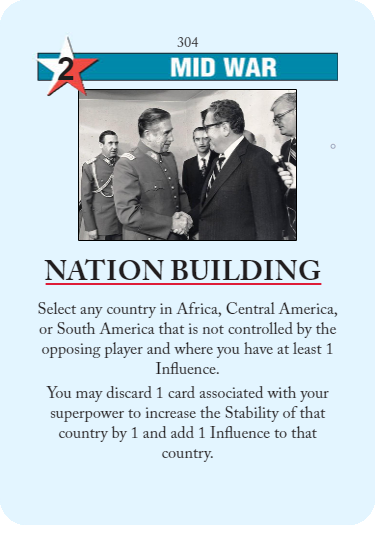 304
2
MID WAR
NATION BUILDING
Select any country in Africa, Central America,
or South America that is not controlled by the
opposing player and where you have at least 1
Influence.
You may discard 1 card associated with your
superpower to increase the Stability of that
country by 1 and add 1 Influence to that
country.